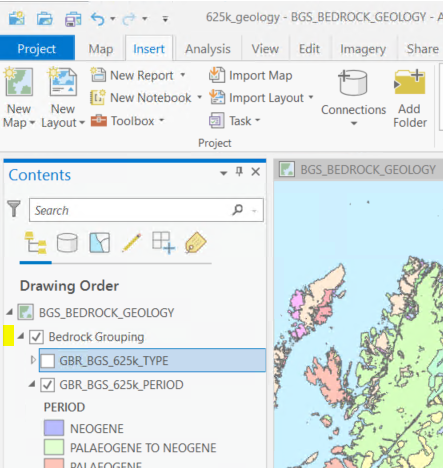 625k_geology - BGS_BEDROCK_GEOLOGY - A
Project Map Insert Analysis View Edit Imagery Share
New Map New Layout New Report New Notebook Toolbox Import Map Import Layout Task Connections Add Folder
Project
Contents
BGS_BEDROCK_GEOLOGY
Search
Drawing Order
BGS_BEDROCK_GEOLOGY
Bedrock Grouping
GBR_BGS_625k_TYPE
GBR_BGS_625k_PERIOD
PERIOD
NEOGENE
PALAEOGENE TO NEOGENE
PALAEOGENE